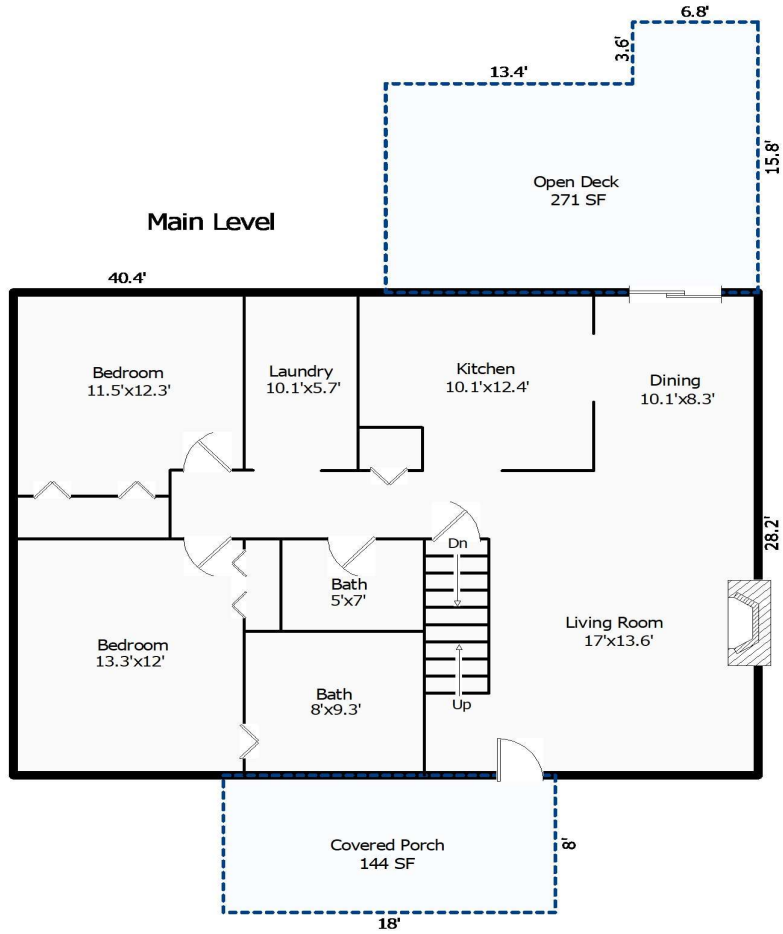 6.8'
3.6'
13.4'
15.8'
Open Deck
271 SF
Main Level
40.4'
Bedroom
11.5'x12.3'
Laundry
10.1'x5.7'
Kitchen
10.1'x12.4'
Dining
10.1'x8.3'
28.2'
Dn
Bath
5'x7'
Living Room
17'x13.6'
Bedroom
13.3'x12'
Bath
8'x9.3'
Up
Covered Porch
144 SF
8'
18'